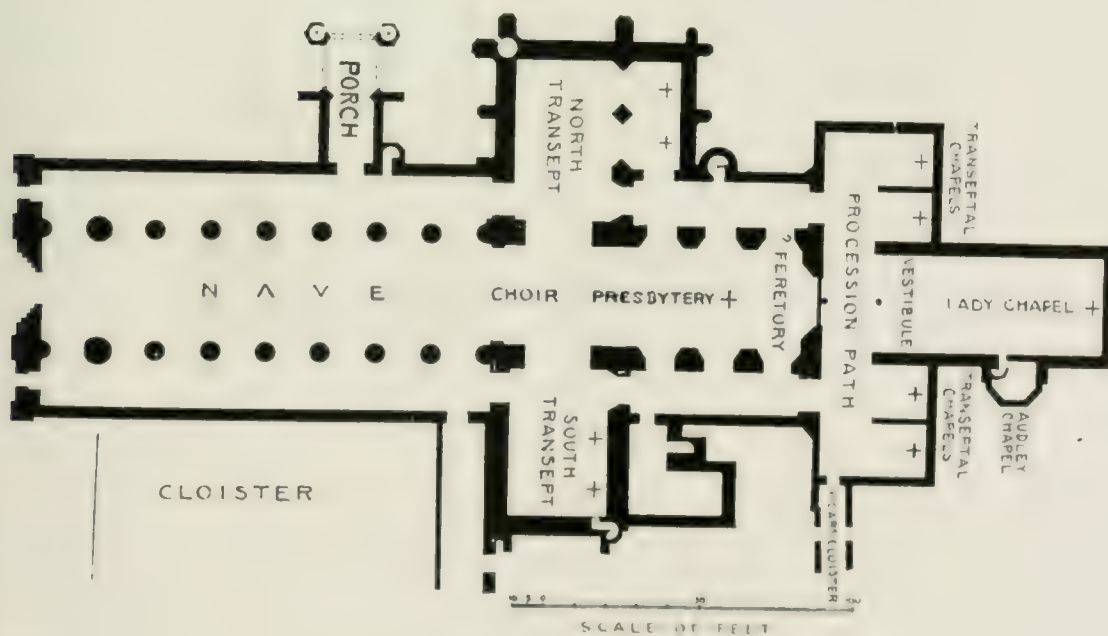 PORCH
NORTH
TRANSEPT
TRANSEPTAL
CHAPELS
PROCESSION PATH
? FERETORY
VESTIBULE
NAVE
CHOIR
PRESBYTERY
LADY CHAPEL
TRANSEPTAL
CHAPELS
AUDLEY
CHAPEL
SOUTH
TRANSEPT
CLOISTER
CLOISTER
SCALE OF FEET